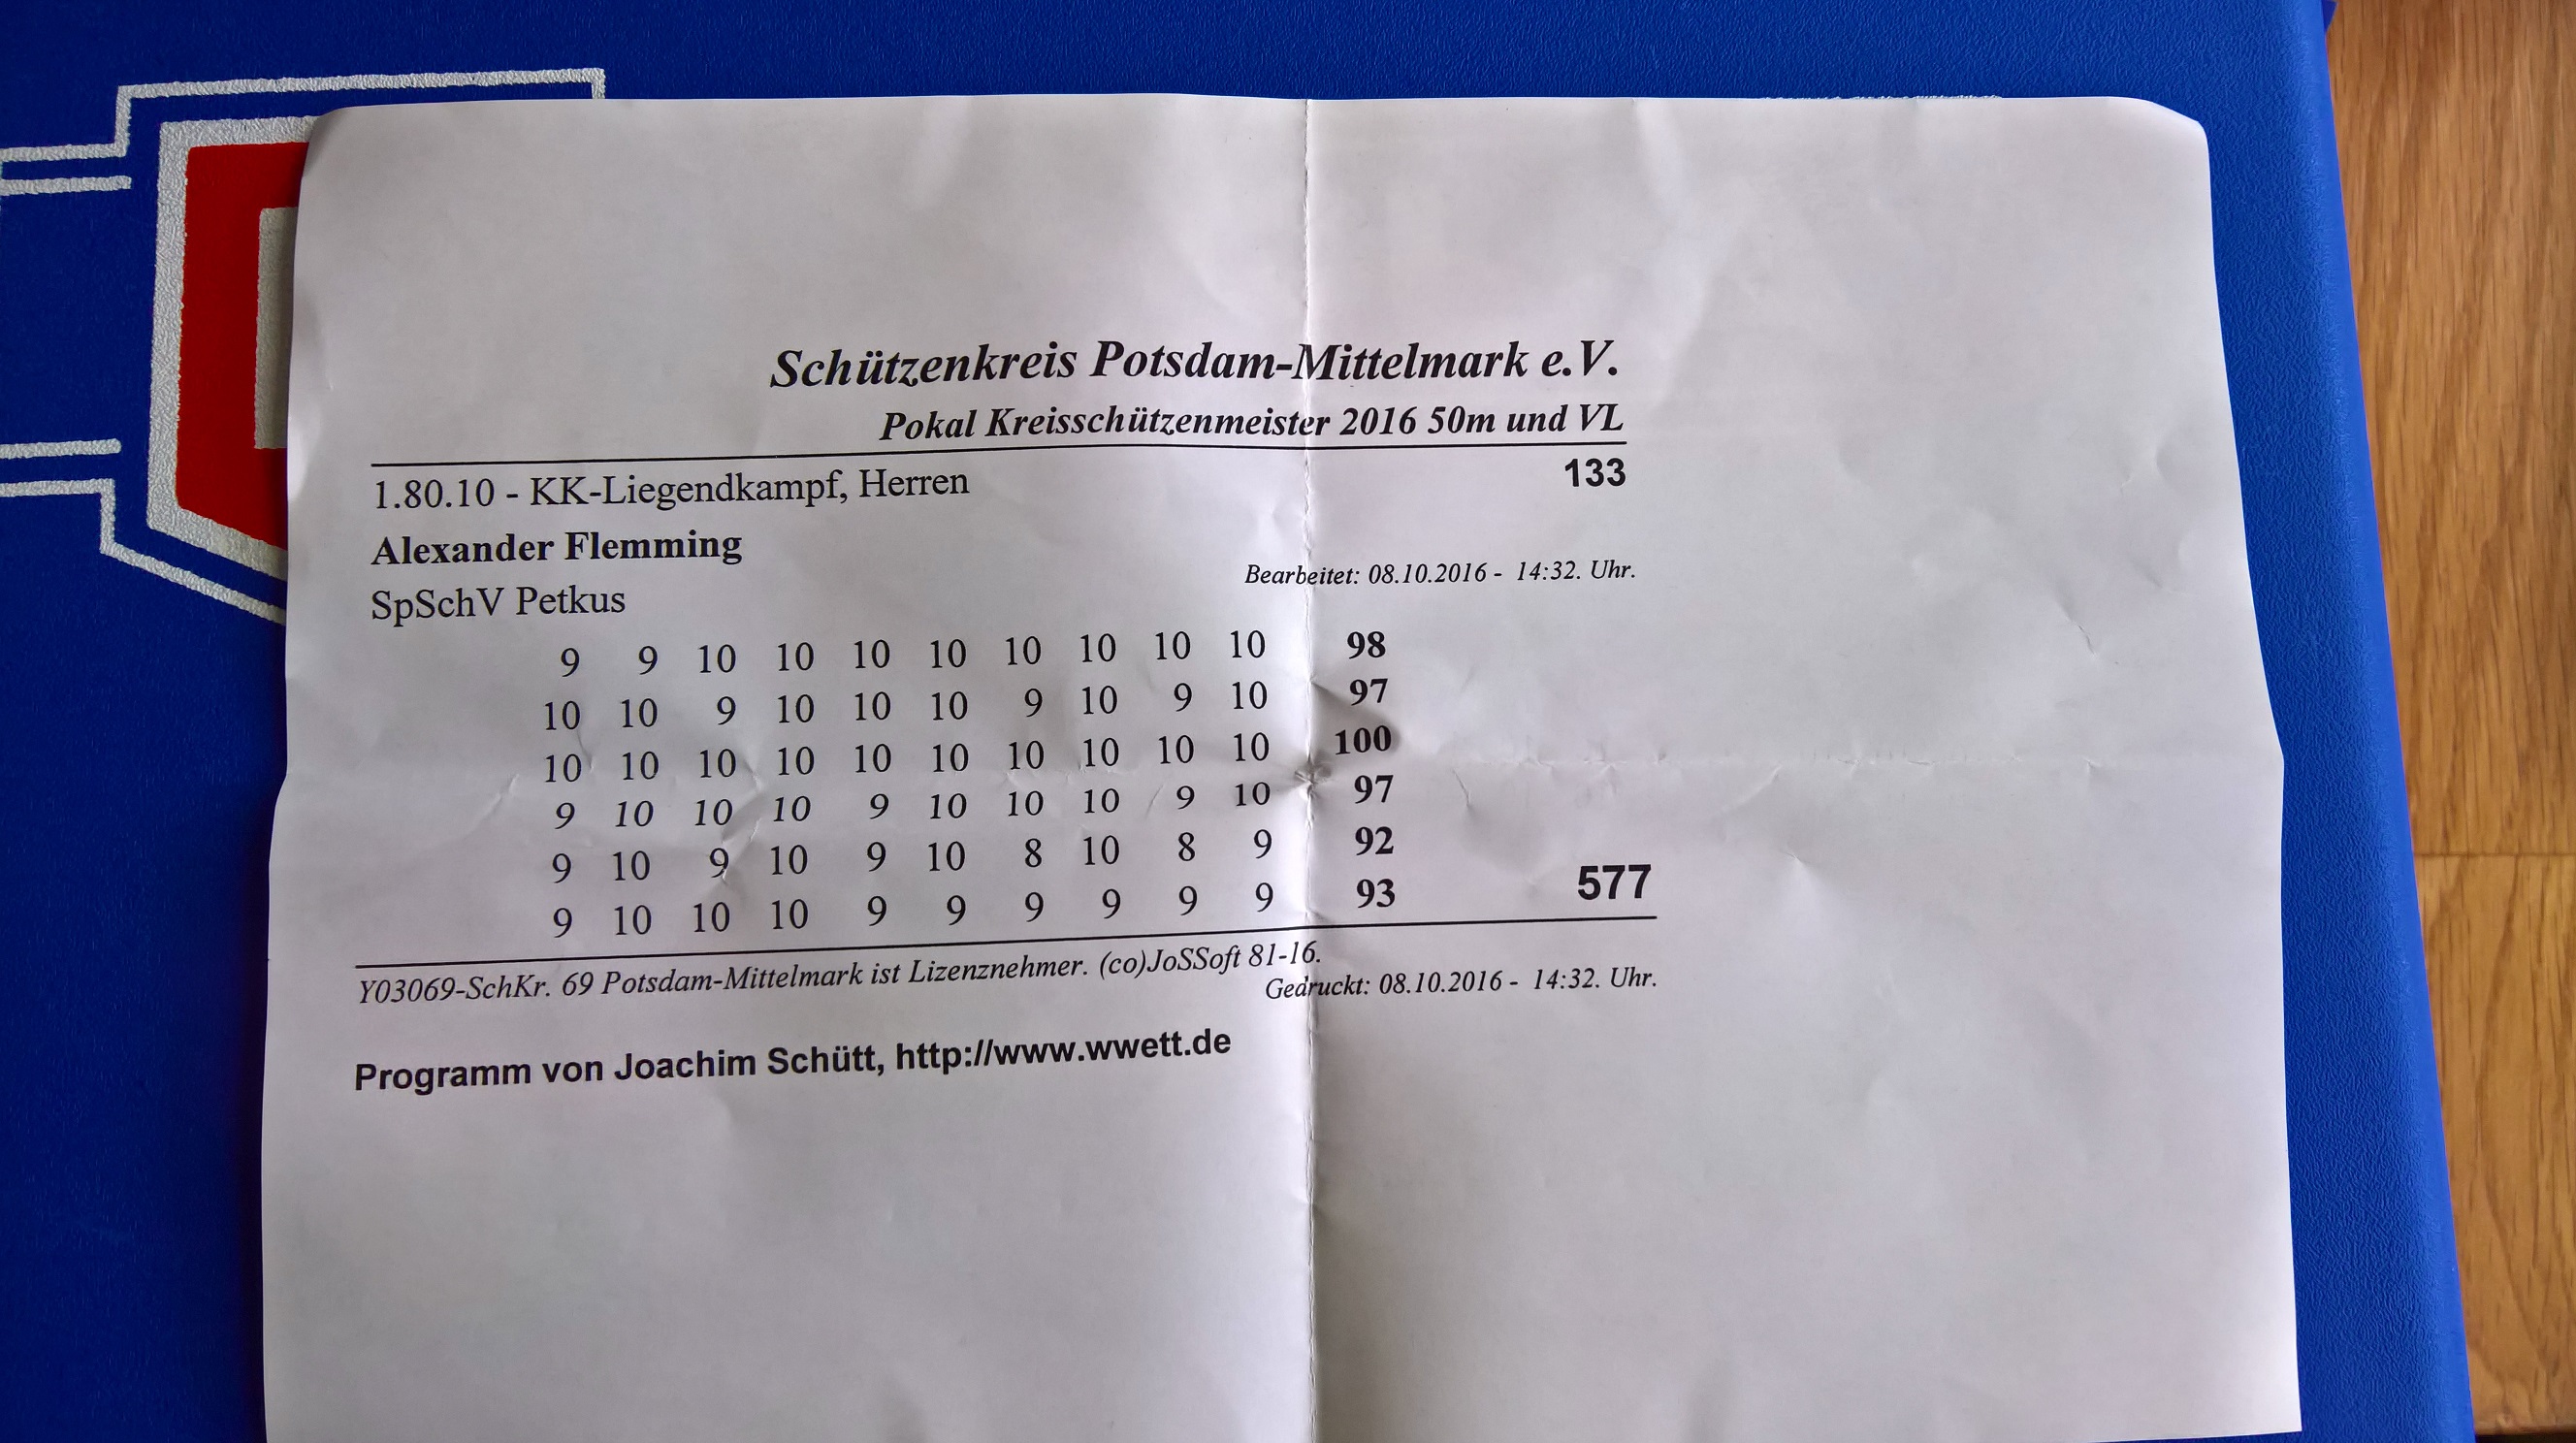 Schützenkreis Potsdam-Mittelmark e.V.
Pokal Kreisschützenmeister 2016 50m und VL
1.80.10 - KK-Liegendkampf, Herren 133
Alexander Flemming
Bearbeitet: 08.10.2016 - 14:32. Uhr.
SpSchV Petkus
9 9 10 10 10 10 10 10 10 10 98
10 10 9 10 10 10 9 10 9 10 97
10 10 10 10 10 10 10 10 10 10 100
9 10 10 10 9 10 10 10 9 10 97
9 10 9 10 9 10 8 10 8 9 92
9 10 10 10 9 9 9 9 9 9 93 577
Y03069-SchKr. 69 Potsdam-Mittelmark ist Lizenznehmer. (co)JoSSoft 81-16.
Gedruckt: 08.10.2016 - 14:32. Uhr.
Programm von Joachim Schütt, http://www.wwett.de